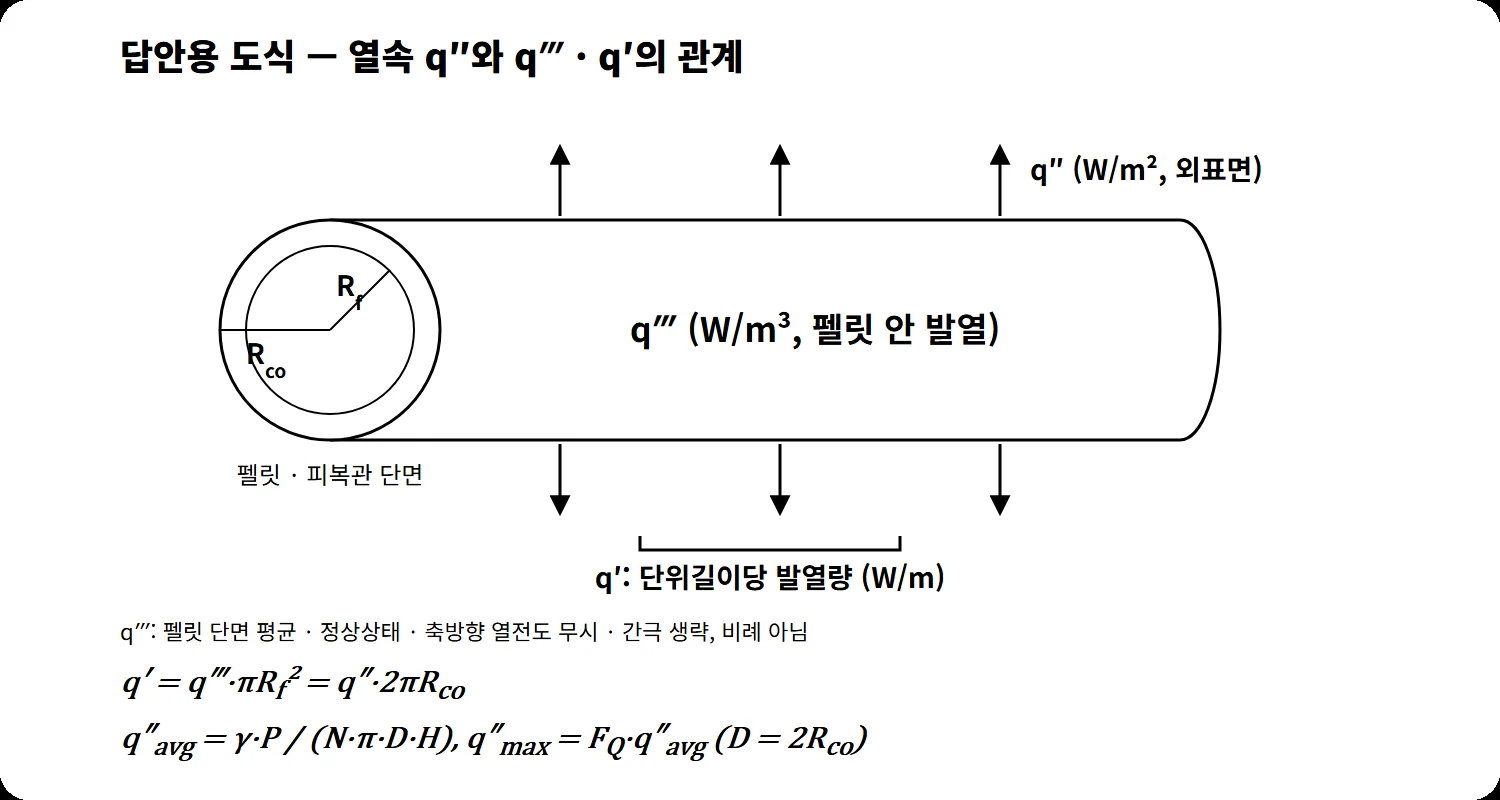 답안용 도식 — 열속 q″와 q‴ · q′의 관계
q″ (W/m², 외표면)
R_f
q‴ (W/m³, 펠릿 안 발열)
R_co
펠릿 · 피복관 단면
q′: 단위길이당 발열량 (W/m)
q‴: 펠릿 단면 평균 · 정상상태 · 축방향 열전도 무시 · 간극 생략, 비례 아님
q′ = q‴·πR_f² = q″·2πR_co
q″_avg = γ·P / (N·π·D·H), q″_max = F_Q·q″_avg (D = 2R_co)